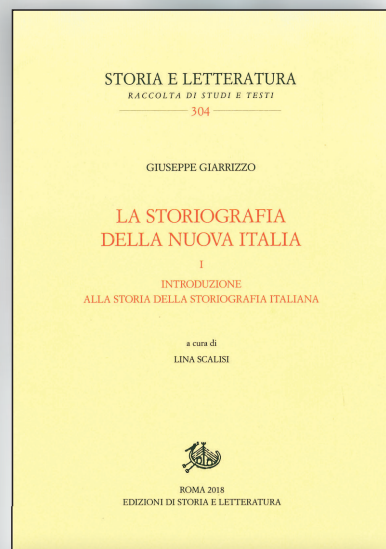 STORIA E LETTERATURA
RACCOLTA DI STUDI E TESTI
304
GIUSEPPE GIARRIZZO
LA STORIOGRAFIA
DELLA NUOVA ITALIA
I
INTRODUZIONE
ALLA STORIA DELLA STORIOGRAFIA ITALIANA
a cura di
LINA SCALISI
ROMA 2018
EDIZIONI DI STORIA E LETTERATURA